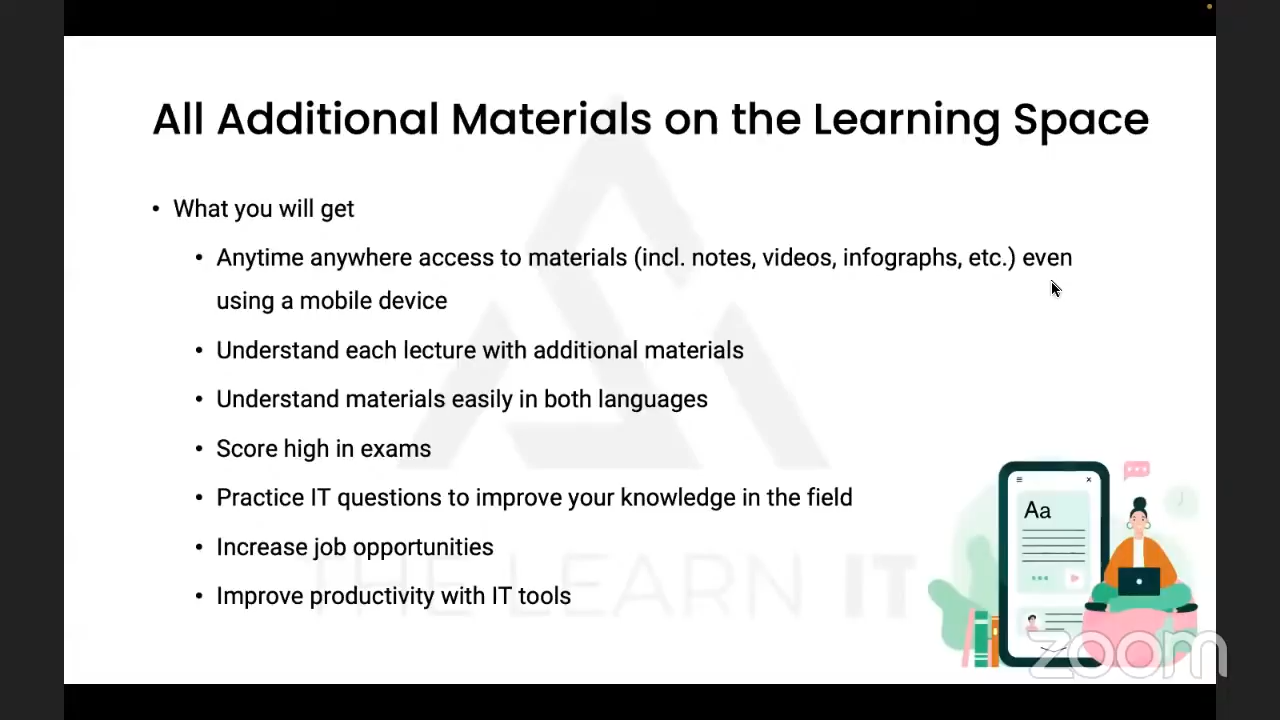 All Additional Materials on the Learning Space
• What you will get
• Anytime anywhere access to materials (incl. notes, videos, infographs, etc.) even
using a mobile device
• Understand each lecture with additional materials
• Understand materials easily in both languages
• Score high in exams
• Practice IT questions to improve your knowledge in the field
• Increase job opportunities
• Improve productivity with IT tools
THE LEARN IT
Aa
zoom